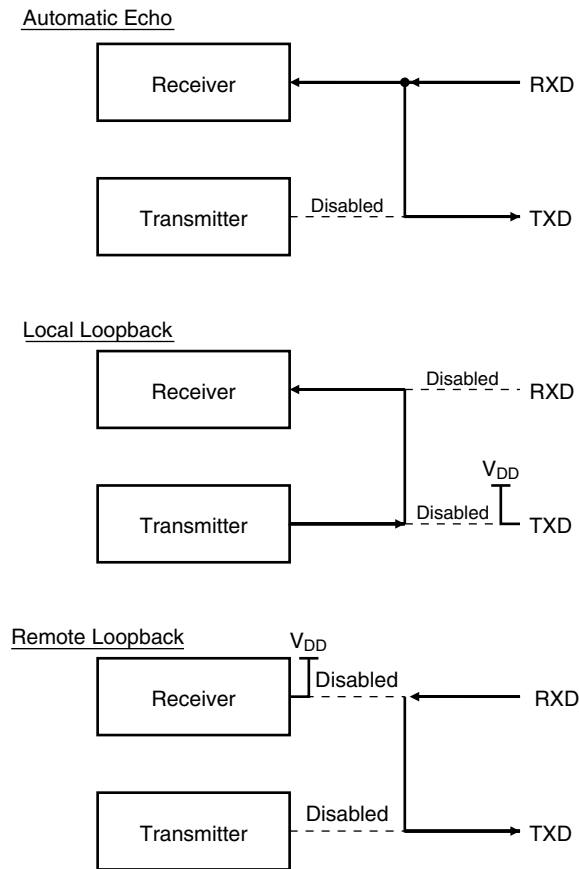 Automatic Echo
Receiver
RXD
Transmitter
Disabled
TXD
Local Loopback
Receiver
Disabled
RXD
VDD
Transmitter
Disabled
TXD
Remote Loopback
VDD
Receiver
Disabled
RXD
Transmitter
Disabled
TXD